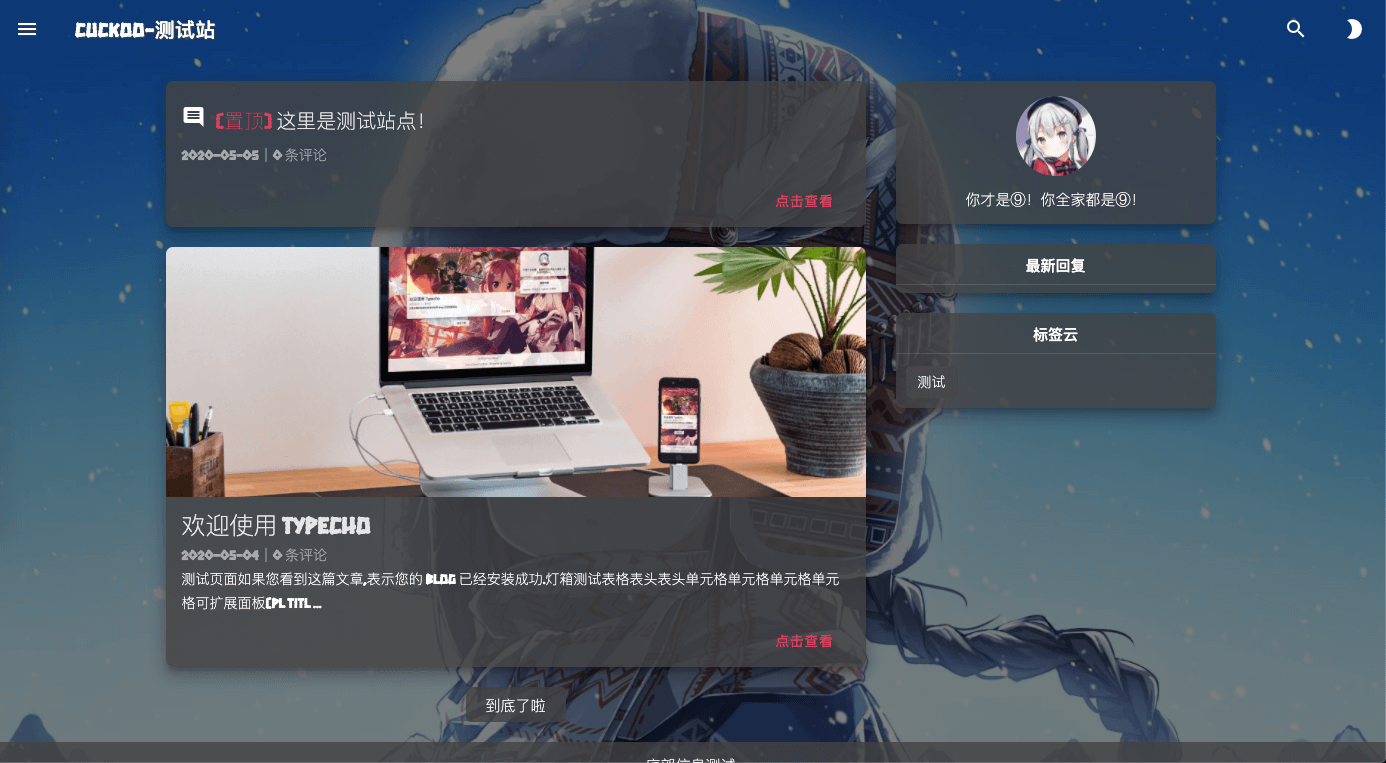 CUCKOO-测试站
[置顶] 这里是测试站点!
2020-05-05 | 0 条评论
点击查看
欢迎使用 TYPECHO
2020-05-04 | 0 条评论
测试页面如果您看到这篇文章,表示您的 BLOG 已经安装成功.灯箱测试表格表头表头单元格单元格单元格单元
格可扩展面板[PL TITL...
点击查看
到底了啦
你才是⑨！你全家都是⑨！
最新回复
标签云
测试
底部信息测试